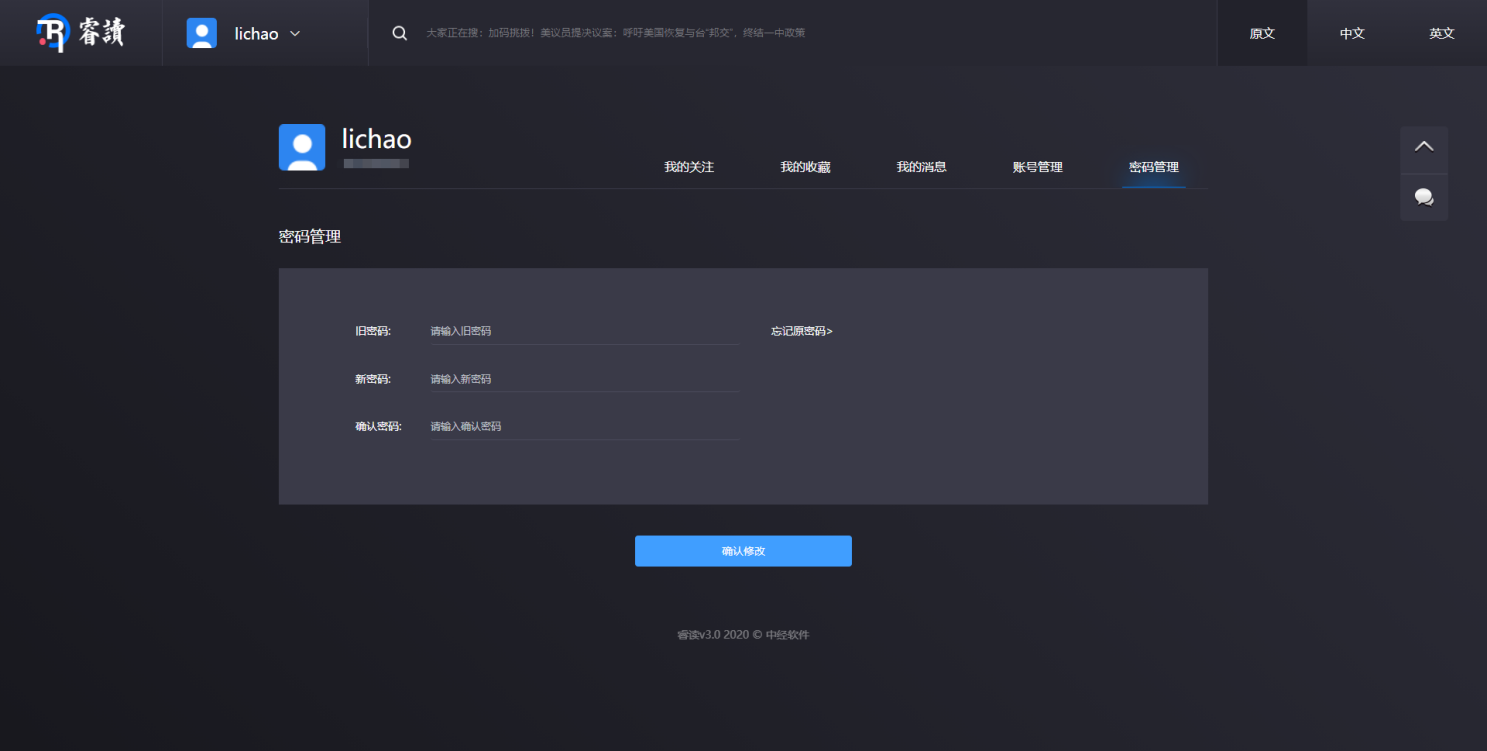 睿讀
lichao
大家正在搜：加码挑拨！美议员提决议案：呼吁美国恢复与台“邦交”，终结一中政策
原文
中文
英文
lichao
我的关注
我的收藏
我的消息
账号管理
密码管理
密码管理
旧密码:
请输入旧密码
忘记原密码>
新密码:
请输入新密码
确认密码:
请输入确认密码
确认修改
睿读v3.0 2020 © 中经软件